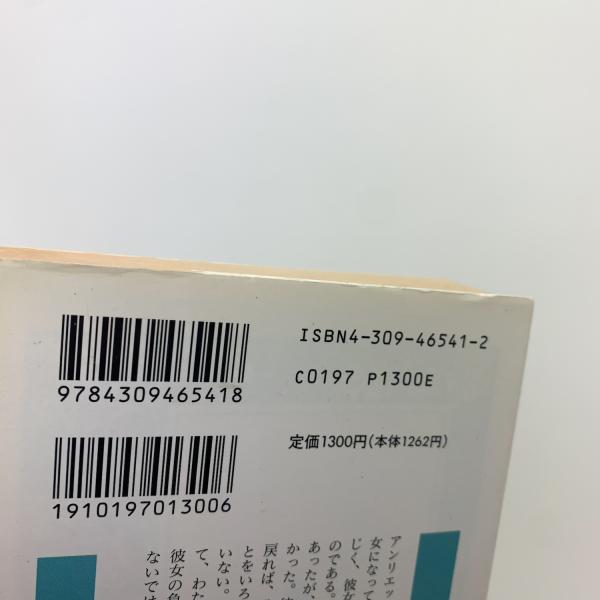 ISBN4-309-46541-2
C0197 P1300E
9784309465418
定価1300円(本体1262円)
1910197013006
アンリエッ
女になって
じく、彼女
のである。
あったが、
かった。
戻れば、
とをいろ
いない。
て、わた
彼女の負
ないでは